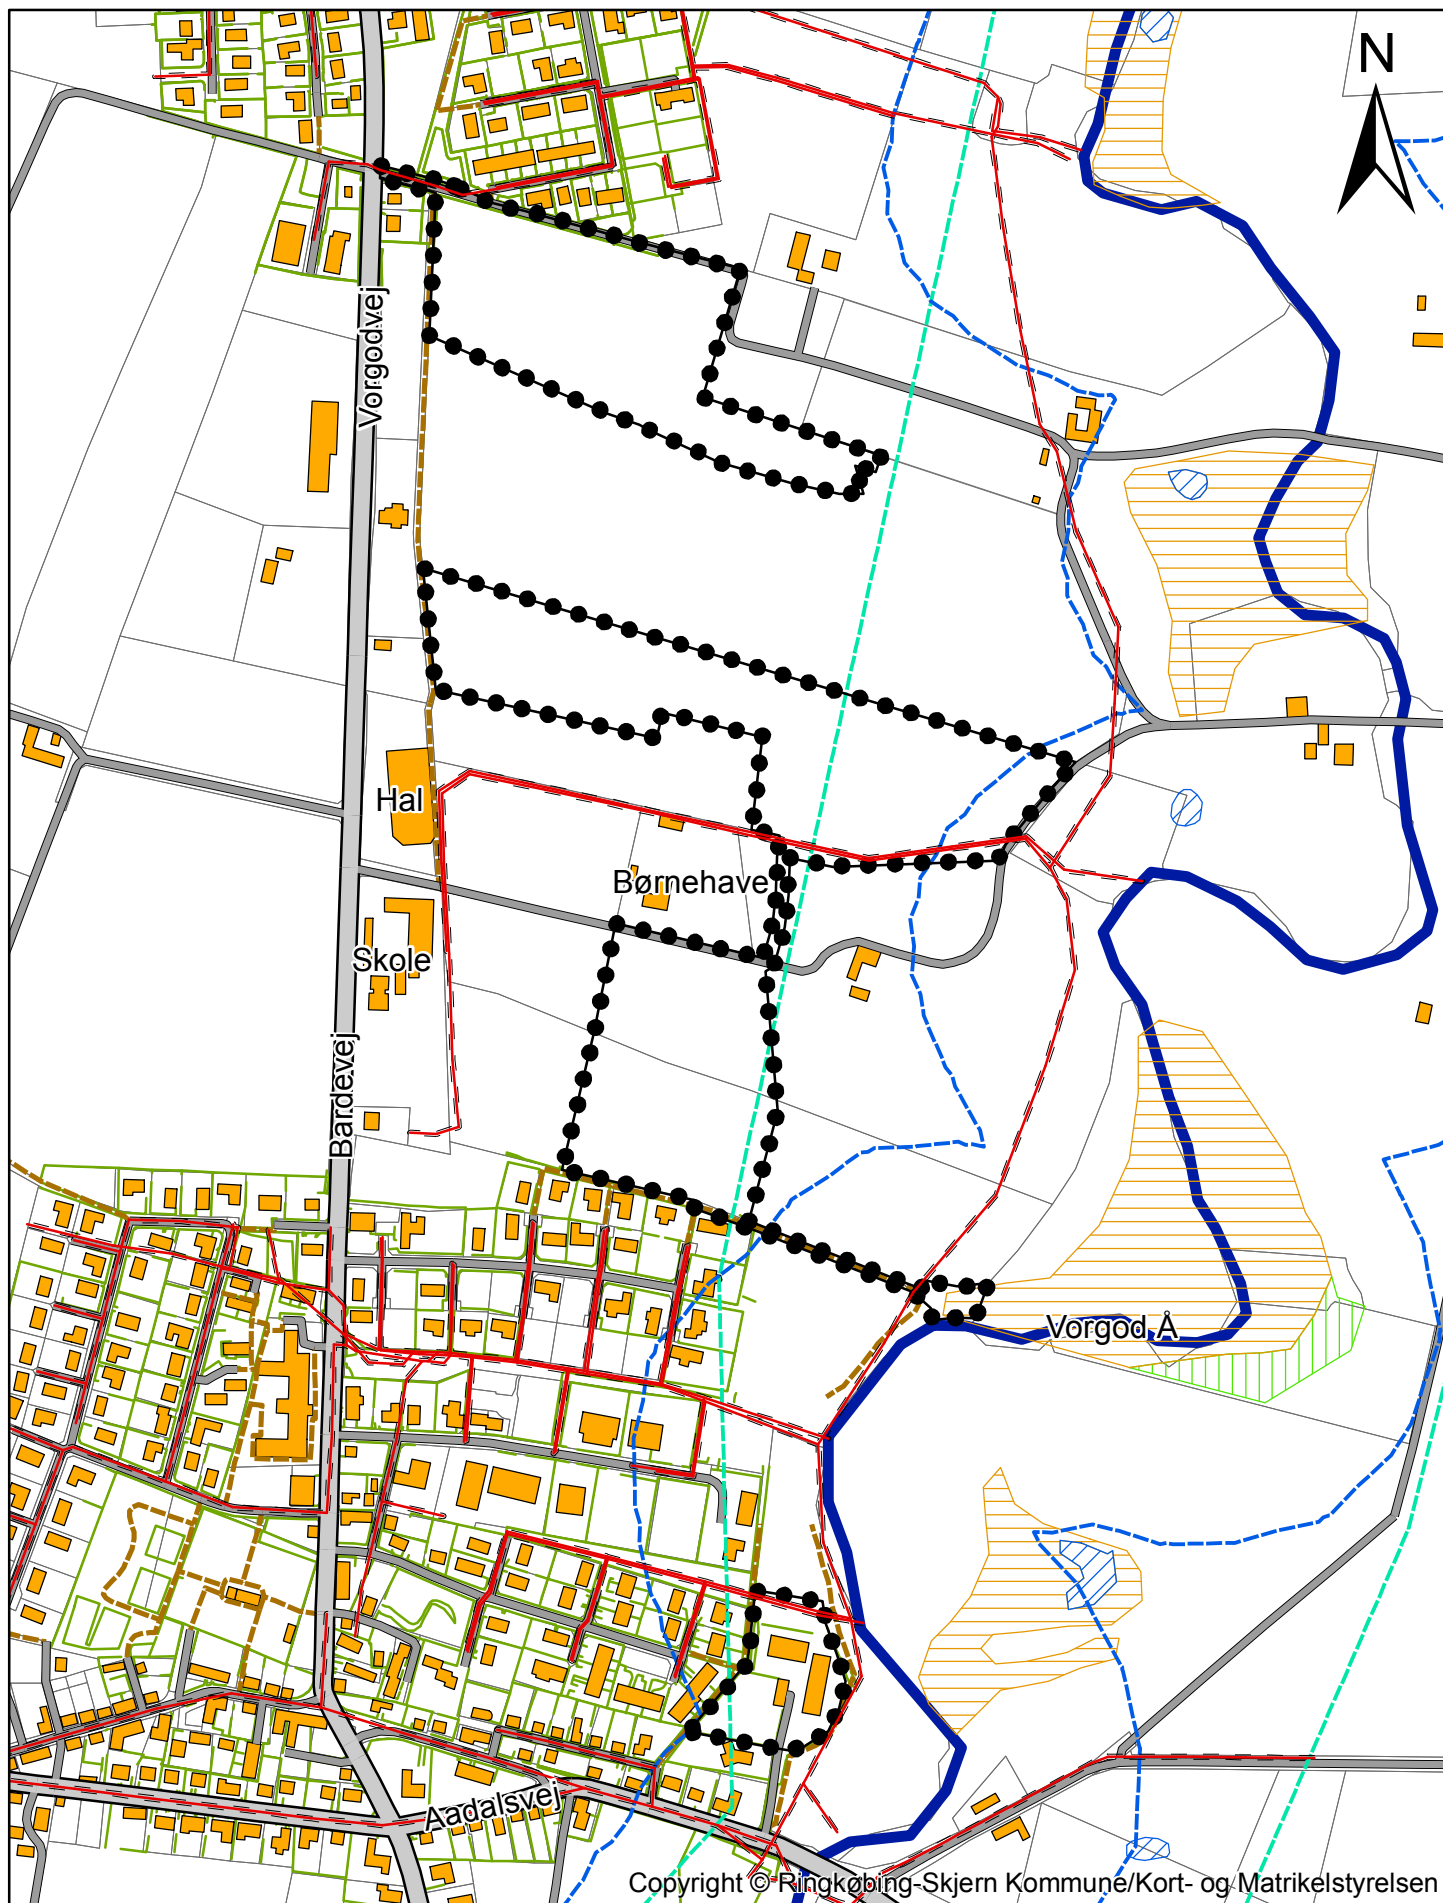 N
Vorgodvej
Hal
Børnehave
Skole
Bardevej
Vorgod Å
Aadalsvej
Copyright © Ringkøbing-Skjern Kommune/Kort- og Matrikelstyrelsen